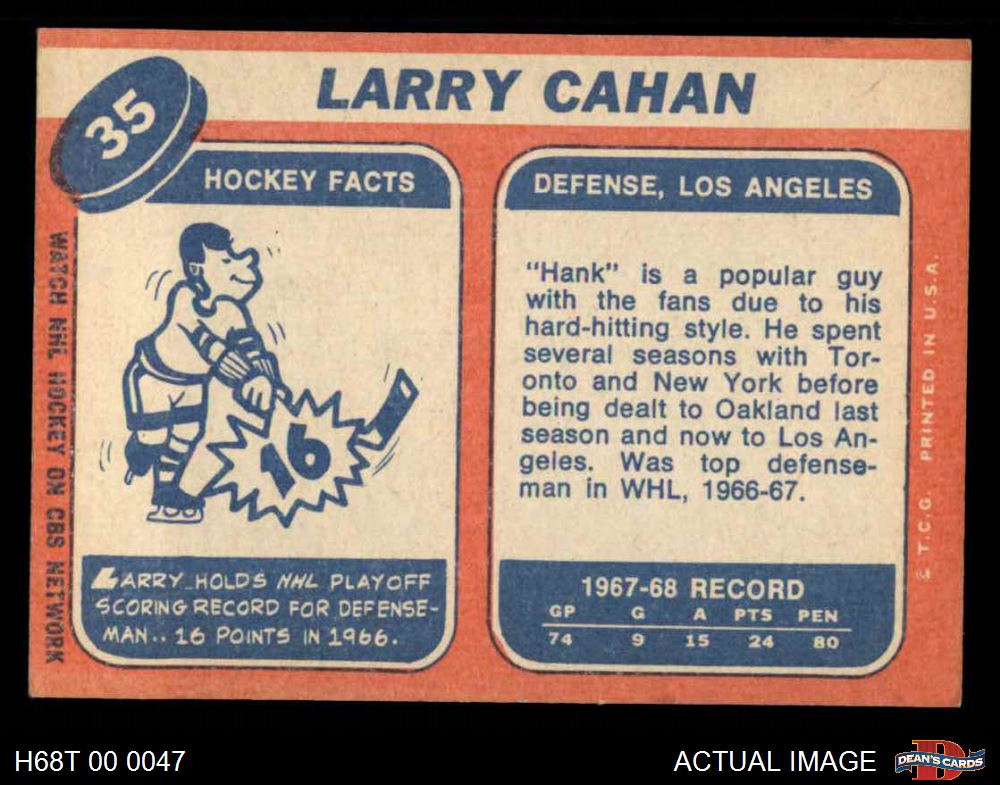 35
LARRY CAHAN
HOCKEY FACTS
16
LARRY HOLDS NHL PLAYOFF
SCORING RECORD FOR DEFENSE-
MAN.. 16 POINTS IN 1966.
WATCH NHL HOCKEY ON CBS NETWORK
DEFENSE, LOS ANGELES
"Hank" is a popular guy
with the fans due to his
hard-hitting style. He spent
several seasons with Tor-
onto and New York before
being dealt to Oakland last
season and now to Los An-
geles. Was top defense-
man in WHL, 1966-67.
1967-68 RECORD
GP G A PTS PEN
74 9 15 24 80
© T.C.G. PRINTED IN U.S.A.
H68T 00 0047
ACTUAL IMAGE
D
DEAN'S CARDS